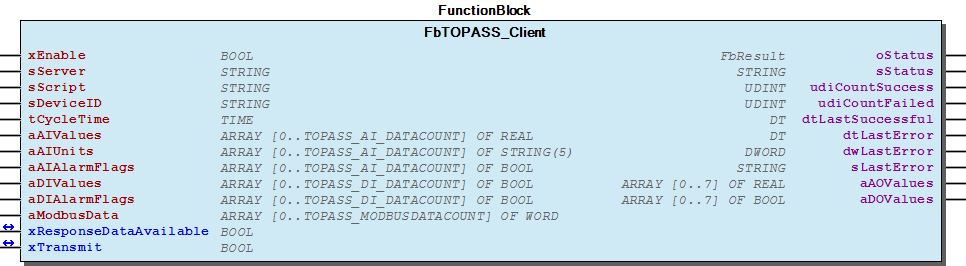 FunctionBlock
FbTOPASS_Client
xEnable BOOL FbResult oStatus
sServer STRING STRING sStatus
sScript STRING UDINT udiCountSuccess
sDeviceID STRING UDINT udiCountFailed
tCycleTime TIME DT dtLastSuccessful
aAIValues ARRAY [0..TOPASS_AI_DATACOUNT] OF REAL DT dtLastError
aAIUnits ARRAY [0..TOPASS_AI_DATACOUNT] OF STRING(5) DWORD dwLastError
aAIAlarmFlags ARRAY [0..TOPASS_AI_DATACOUNT] OF BOOL STRING sLastError
aDIValues ARRAY [0..TOPASS_DI_DATACOUNT] OF BOOL ARRAY [0..7] OF REAL aAOValues
aDIAlarmFlags ARRAY [0..TOPASS_DI_DATACOUNT] OF BOOL ARRAY [0..7] OF BOOL aDOValues
aModbusData ARRAY [0..TOPASS_MODBUSDATACOUNT] OF WORD
xResponseDataAvailable BOOL
xTransmit BOOL